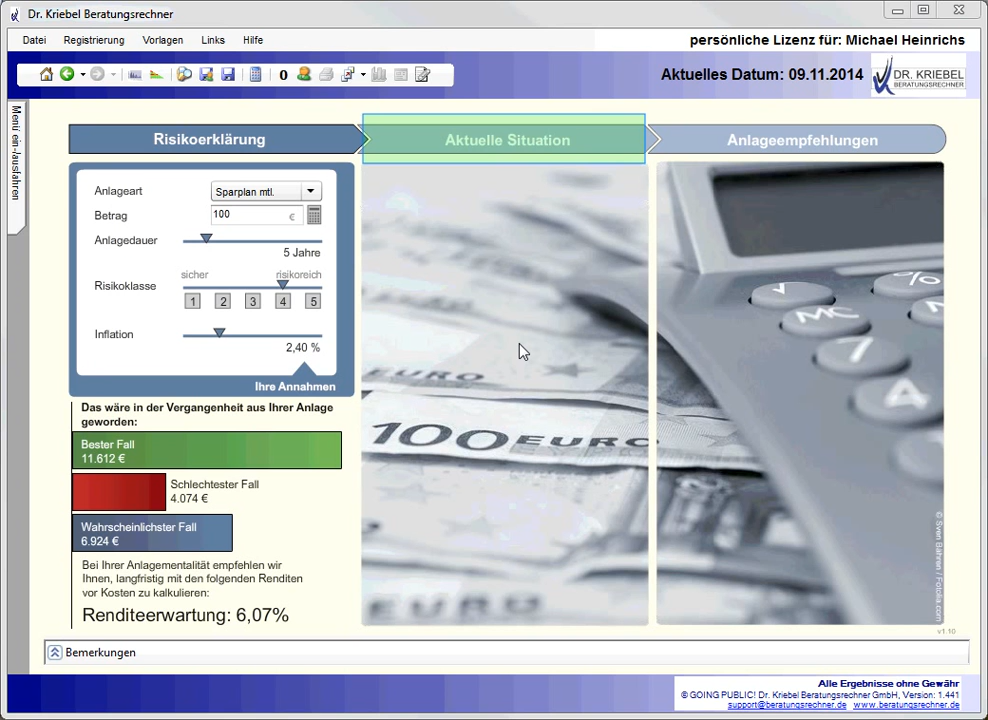 Dr. Kriebel Beratungsrechner
Datei Registrierung Vorlagen Links Hilfe
persönliche Lizenz für: Michael Heinrichs
0
Aktuelles Datum: 09.11.2014
DR. KRIEBEL
BERATUNGSRECHNER
Menü ein-/ausfahren
Risikoerklärung
Aktuelle Situation
Anlageempfehlungen
Anlageart
Sparplan mtl.
Betrag
100 €
Anlagedauer
5 Jahre
sicher risikoreich
Risikoklasse
1 2 3 4 5
Inflation
2,40 %
Ihre Annahmen
Das wäre in der Vergangenheit aus Ihrer Anlage
geworden:
Bester Fall
11.612 €
Schlechtester Fall
4.074 €
Wahrscheinlichster Fall
6.924 €
Bei Ihrer Anlagementalität empfehlen wir
Ihnen, langfristig mit den folgenden Renditen
vor Kosten zu kalkulieren:
Renditeerwartung: 6,07%
EURO
100 EURO
EURO
%
MC
7
© Sven Bähren / Fotolia.com
v1.10
Bemerkungen
Alle Ergebnisse ohne Gewähr
© GOING PUBLIC! Dr. Kriebel Beratungsrechner GmbH, Version: 1.441
support@beratungsrechner.de www.beratungsrechner.de